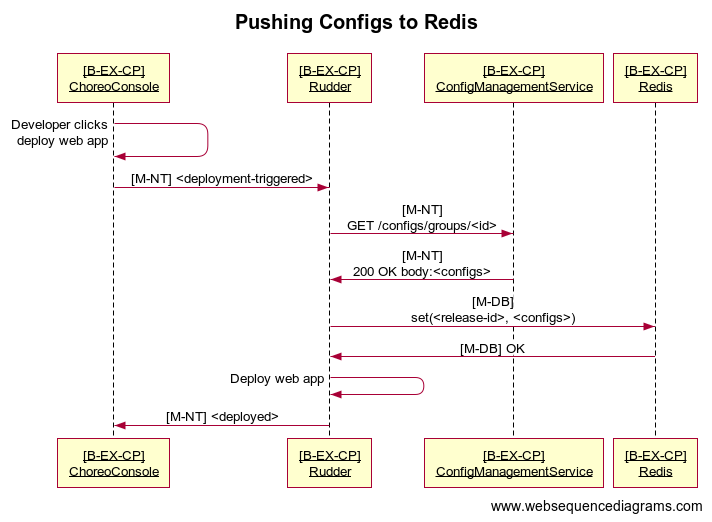 Pushing Configs to Redis
[B-EX-CP]
ChoreoConsole
[B-EX-CP]
Rudder
[B-EX-CP]
ConfigManagementService
[B-EX-CP]
Redis
Developer clicks
deploy web app
[M-NT] <deployment-triggered>
[M-NT]
GET /configs/groups/<id>
[M-NT]
200 OK body:<configs>
[M-DB]
set(<release-id>, <configs>)
[M-DB] OK
Deploy web app
[M-NT] <deployed>
[B-EX-CP]
ChoreoConsole
[B-EX-CP]
Rudder
[B-EX-CP]
ConfigManagementService
[B-EX-CP]
Redis
www.websequencediagrams.com